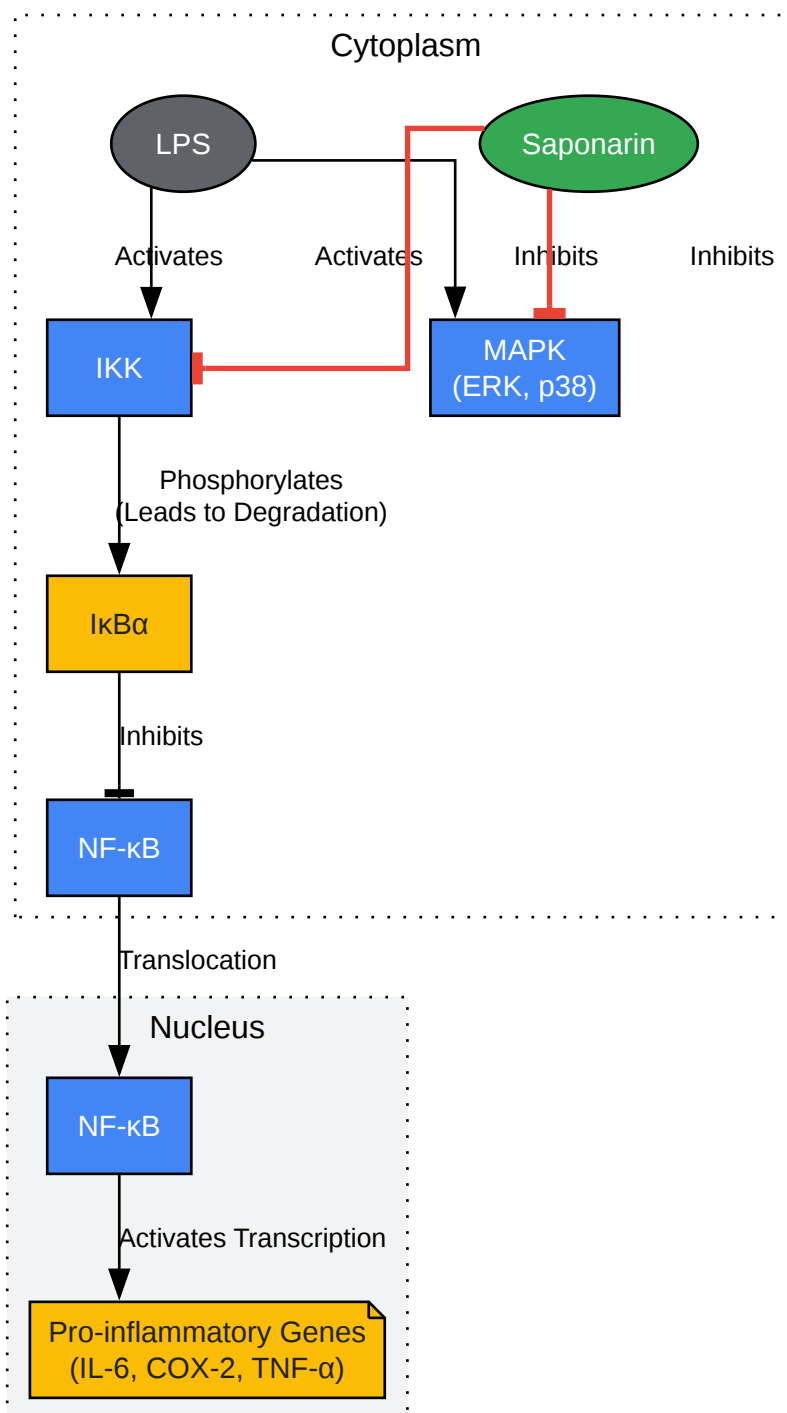 Cytoplasm
LPS
Saponarin
Activates
Activates
Inhibits
Inhibits
IKK
MAPK
(ERK, p38)
Phosphorylates
(Leads to Degradation)
IκBα
Inhibits
NF-κB
Translocation
Nucleus
NF-κB
Activates Transcription
Pro-inflammatory Genes
(IL-6, COX-2, TNF-α)